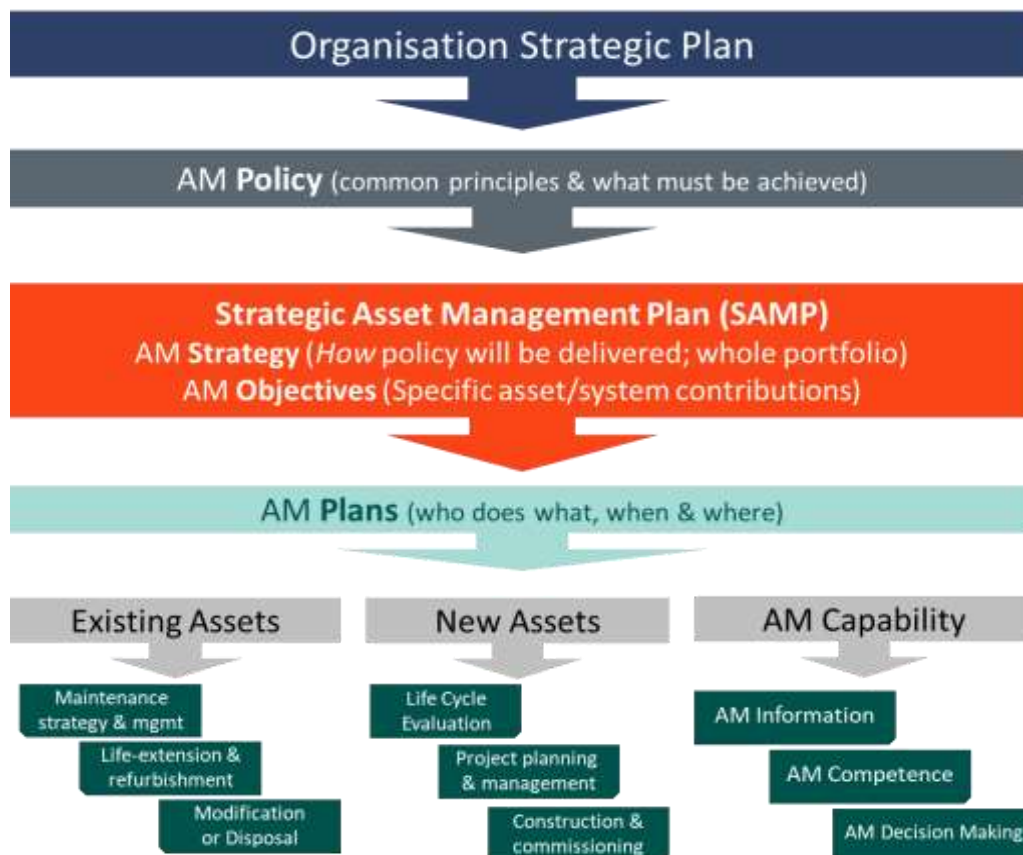 Organisation Strategic Plan
AM Policy (common principles & what must be achieved)
Strategic Asset Management Plan (SAMP)
AM Strategy (How policy will be delivered; whole portfolio)
AM Objectives (Specific asset/system contributions)
AM Plans (who does what, when & where)
Existing Assets
Maintenance
strategy & mgmt
Life-extension &
refurbishment
Modification
or Disposal
New Assets
Life Cycle
Evaluation
Project planning
& management
Construction &
commissioning
AM Capability
AM Information
AM Competence
AM Decision Making